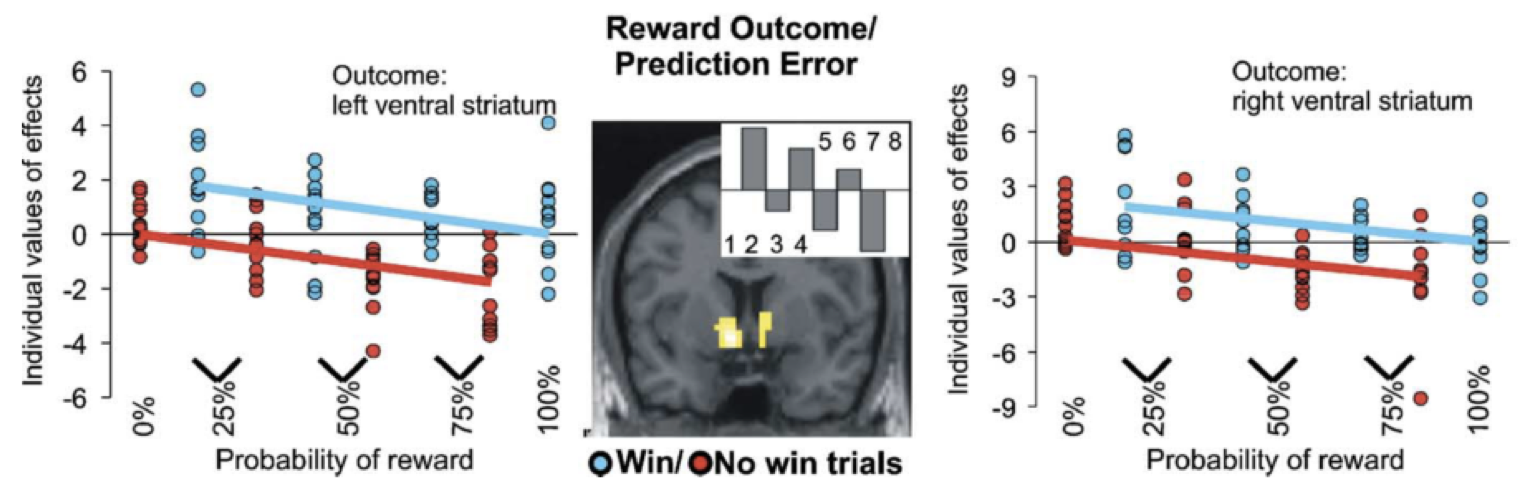 Reward Outcome/
Prediction Error
Individual values of effects
6
4
2
0
-2
-4
-6
Outcome:
left ventral striatum
0%
25%
50%
75%
100%
Probability of reward
5 6 7 8
1 2 3 4
Win/ No win trials
Individual values of effects
9
6
3
0
-3
-6
-9
Outcome:
right ventral striatum
0%
25%
50%
75%
100%
Probability of reward